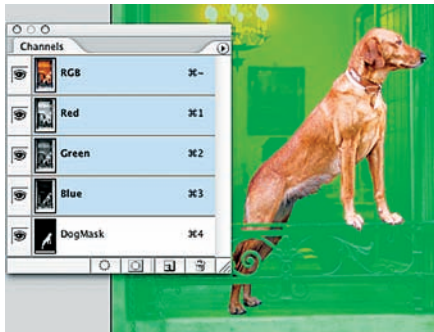 Channels
RGB ⌘~
Red ⌘1
Green ⌘2
Blue ⌘3
DogMask ⌘4